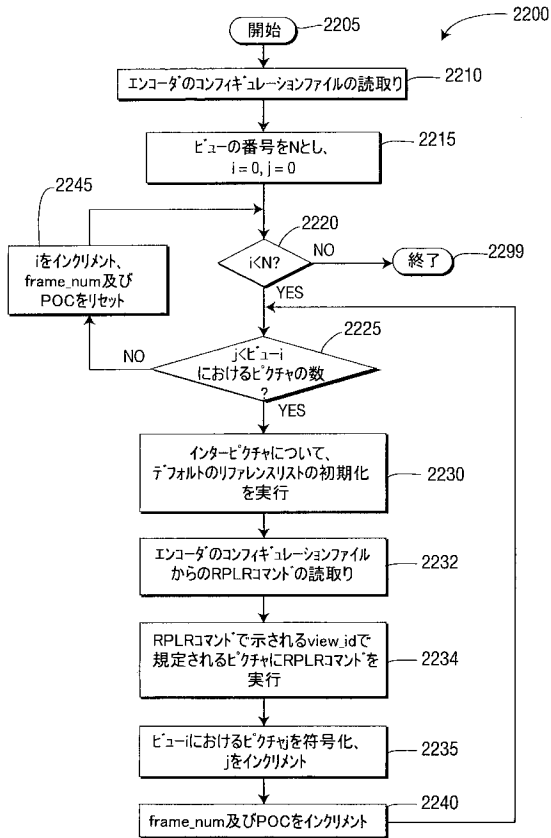 2200
開始
2205
エンコーダのコンフィギュレーションファイルの読取り
2210
ビューの番号をNとし、
i = 0, j = 0
2215
2245
iをインクリメント、
frame_num及び
POCをリセット
2220
i<N?
NO
終了
2299
YES
2225
j<ビューi
におけるピクチャの数
?
NO
YES
インターピクチャについて、
デフォルトのリファレンスリストの初期化
を実行
2230
エンコーダのコンフィギュレーションファイル
からのRPLRコマンドの読取り
2232
RPLRコマンドで示されるview_idで
規定されるピクチャにRPLRコマンドを
実行
2234
ビューiにおけるピクチャjを符号化、
jをインクリメント
2235
2240
frame_num及びPOCをインクリメント